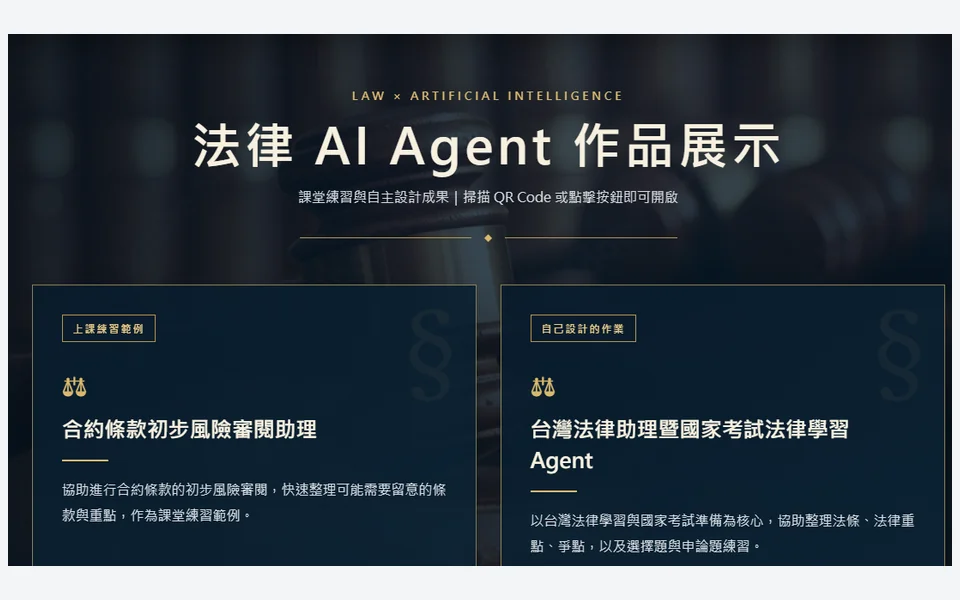 LAW × ARTIFICIAL INTELLIGENCE
法律 AI Agent 作品展示
課堂練習與自主設計成果 | 掃描 QR Code 或點擊按鈕即可開啟
上課練習範例
§
合約條款初步風險審閱助理
協助進行合約條款的初步風險審閱，快速整理可能需要留意的條
款與重點，作為課堂練習範例。
自己設計的作業
§
台灣法律助理暨國家考試法律學習
Agent
以台灣法律學習與國家考試準備為核心，協助整理法條、法律重
點、爭點，以及選擇題與申論題練習。